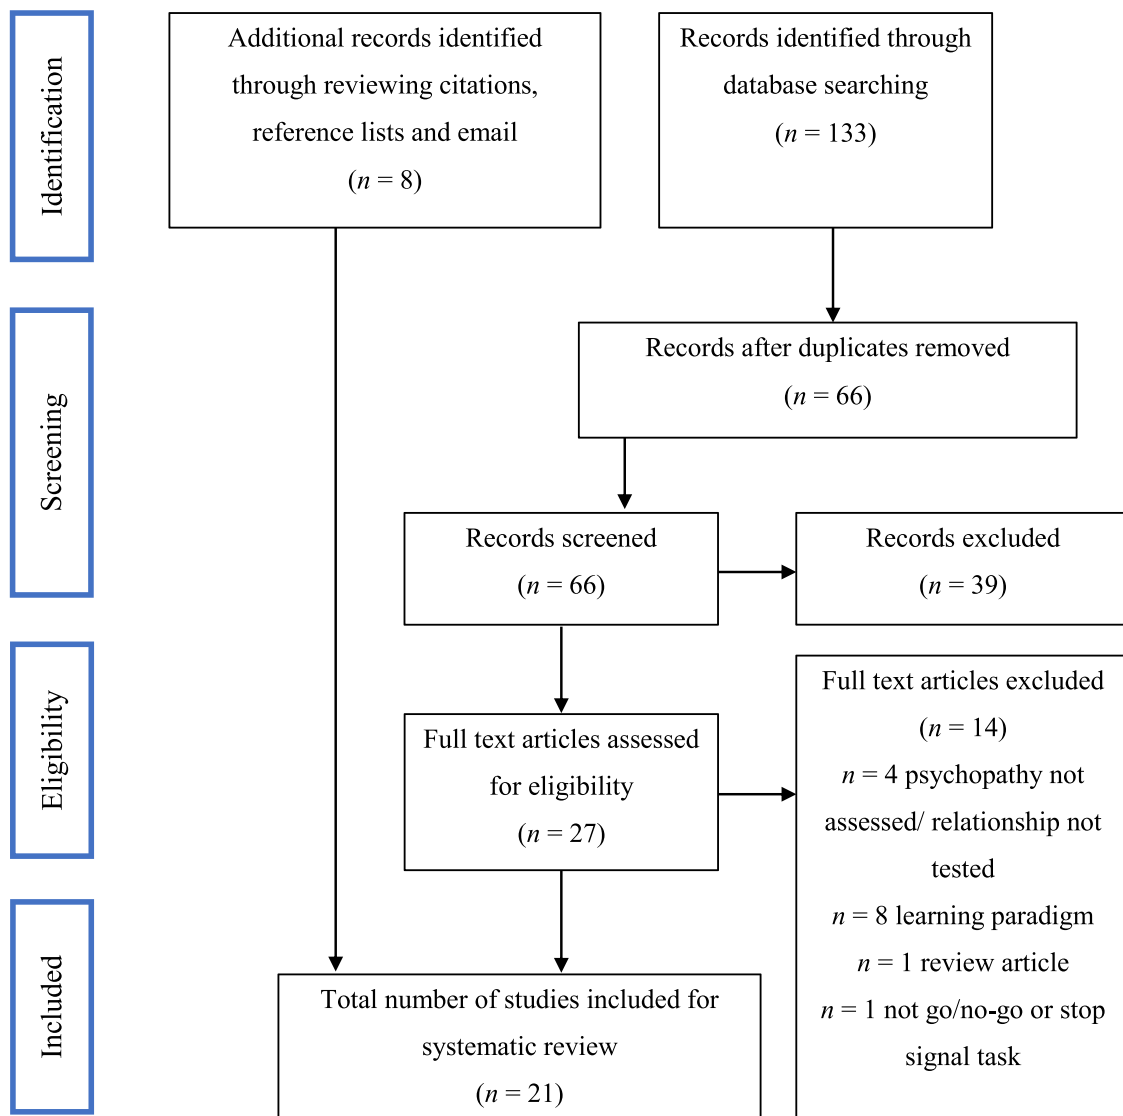 Identification
Additional records identified
through reviewing citations,
reference lists and email
(n = 8)
Records identified through
database searching
(n = 133)
Screening
Records after duplicates removed
(n = 66)
Records screened
(n = 66)
Records excluded
(n = 39)
Eligibility
Full text articles assessed
for eligibility
(n = 27)
Full text articles excluded
(n = 14)
n = 4 psychopathy not
assessed/ relationship not
tested
n = 8 learning paradigm
n = 1 review article
n = 1 not go/no-go or stop
signal task
Included
Total number of studies included for
systematic review
(n = 21)